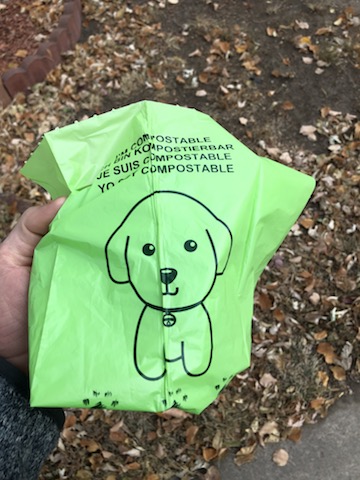 COMPOSTABLE
BIN KOMPOSTIERBAR
JE SUIS COMPOSTABLE
YO SOY COMPOSTABLE